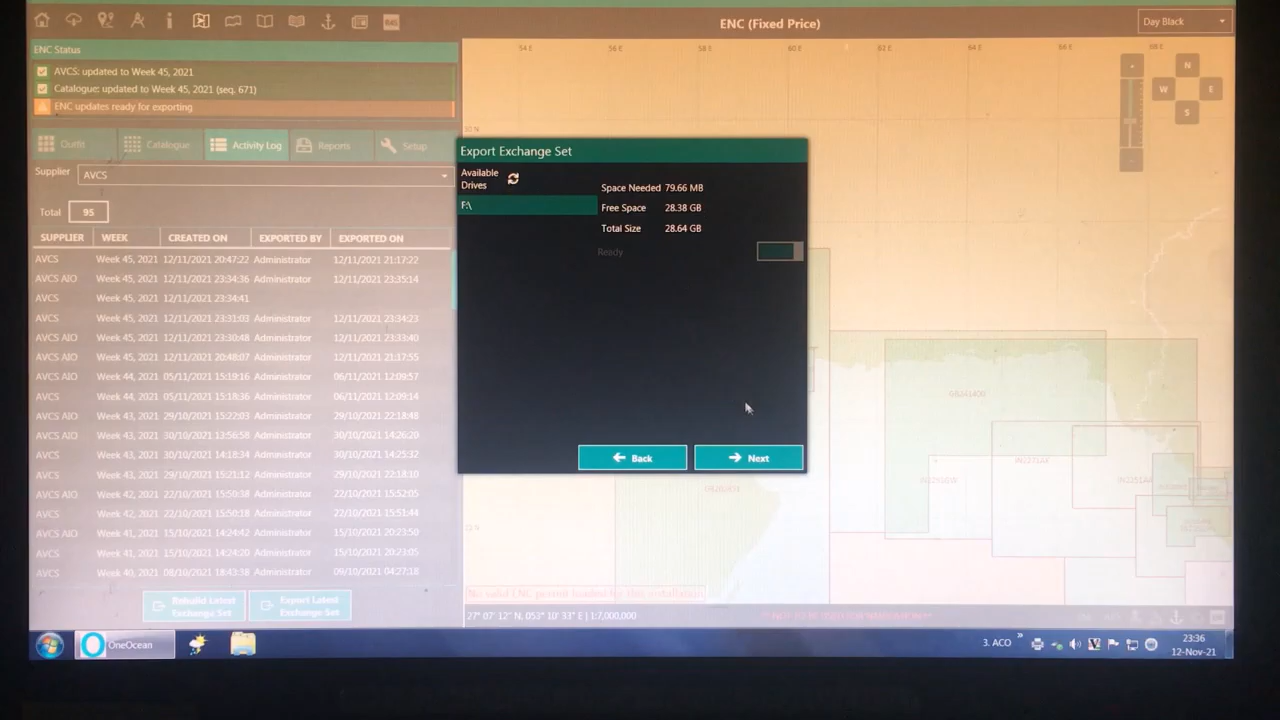 ENC (Fixed Price)
Day Black
ENC Status
AVCS: updated to Week 45, 2021
Catalogue: updated to Week 45, 2021 (seq. 671)
ENC updates ready for exporting
Outfit Catalogue Activity Log Reports Setup
Supplier AVCS
Total 95
SUPPLIER WEEK CREATED ON EXPORTED BY EXPORTED ON
AVCS Week 45, 2021 12/11/2021 20:47:22 Administrator 12/11/2021 21:17:22
AVCS AIO Week 45, 2021 12/11/2021 23:34:36 Administrator 12/11/2021 23:35:14
AVCS Week 45, 2021 12/11/2021 23:34:41
AVCS Week 45, 2021 12/11/2021 23:31:03 Administrator 12/11/2021 23:34:23
AVCS AIO Week 45, 2021 12/11/2021 23:30:48 Administrator 12/11/2021 23:33:40
AVCS AIO Week 45, 2021 12/11/2021 20:48:07 Administrator 12/11/2021 21:17:55
AVCS AIO Week 44, 2021 05/11/2021 15:19:16 Administrator 06/11/2021 12:09:57
AVCS Week 44, 2021 05/11/2021 15:18:36 Administrator 06/11/2021 12:09:14
AVCS AIO Week 43, 2021 29/10/2021 15:22:03 Administrator 29/10/2021 22:18:48
AVCS AIO Week 43, 2021 30/10/2021 13:56:58 Administrator 30/10/2021 14:26:20
AVCS Week 43, 2021 30/10/2021 14:18:34 Administrator 30/10/2021 14:25:32
AVCS Week 43, 2021 29/10/2021 15:21:12 Administrator 29/10/2021 22:18:10
AVCS AIO Week 42, 2021 22/10/2021 15:50:38 Administrator 22/10/2021 15:52:05
AVCS Week 42, 2021 22/10/2021 15:50:18 Administrator 22/10/2021 15:51:44
AVCS AIO Week 41, 2021 15/10/2021 14:24:42 Administrator 15/10/2021 20:23:50
AVCS Week 41, 2021 15/10/2021 14:24:20 Administrator 15/10/2021 20:23:05
AVCS Week 40, 2021 08/10/2021 18:43:38 Administrator 09/10/2021 04:27:18
Rebuild Latest
Exchange Set
Export Latest
Exchange Set
Export Exchange Set
Available
Drives
F:\
Space Needed 79.66 MB
Free Space 28.38 GB
Total Size 28.64 GB
Ready
Back Next
54 E 56 E 58 E 60 E 62 E 64 E 66 E 68 E
N
W E
S
No valid ENC permit loaded for this installation
27° 07' 12" N, 053° 10' 33" E | 1:7,000,000
OneOcean
3. ACO
23:36
12-Nov-21